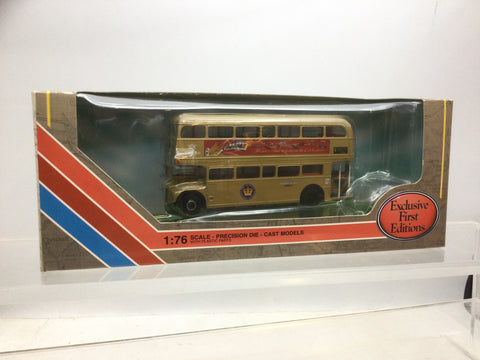 Exclusive
First
Editions
1:76 SCALE - PRECISION DIE - CAST MODELS
WITH PLASTIC PARTS